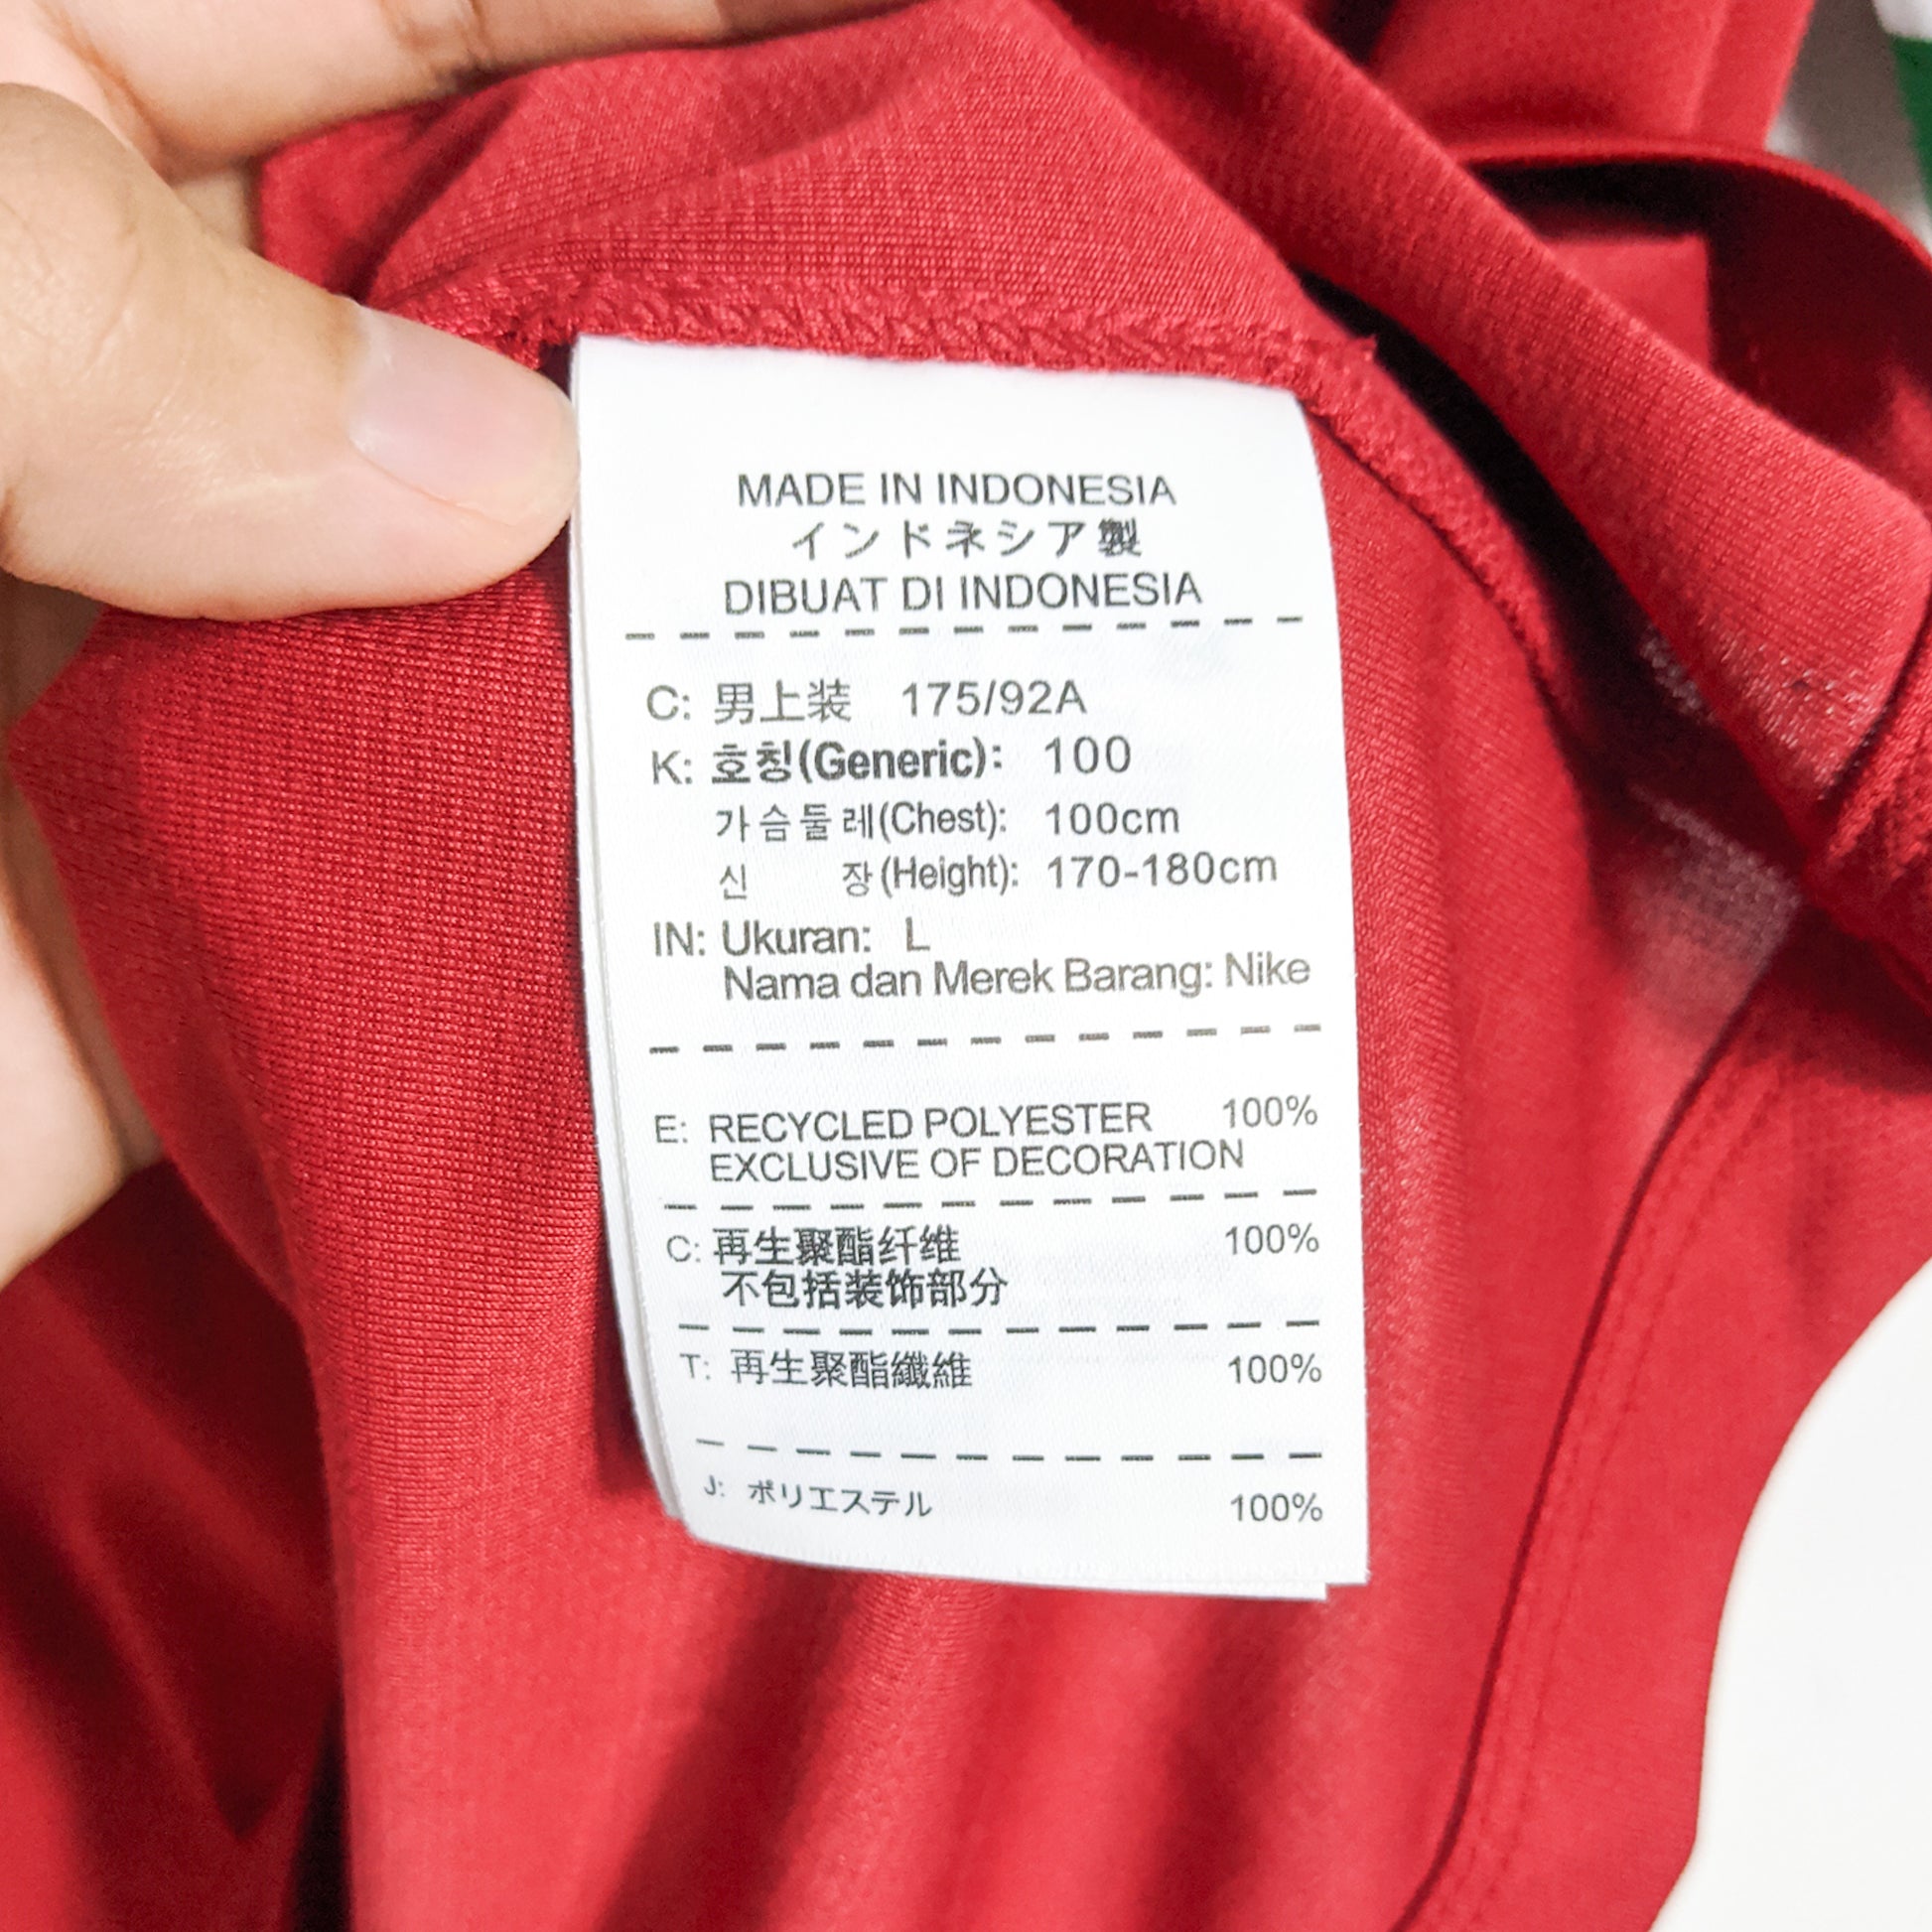 MADE IN INDONESIA
インドネシア製
DIBUAT DI INDONESIA
C: 男上装 175/92A
K: 호칭(Generic): 100
가슴둘레(Chest): 100cm
신 장(Height): 170-180cm
IN: Ukuran: L
Nama dan Merek Barang: Nike
E: RECYCLED POLYESTER 100%
EXCLUSIVE OF DECORATION
C: 再生聚酯纤维 100%
不包括装饰部分
T: 再生聚酯纖維 100%
J: ポリエステル 100%